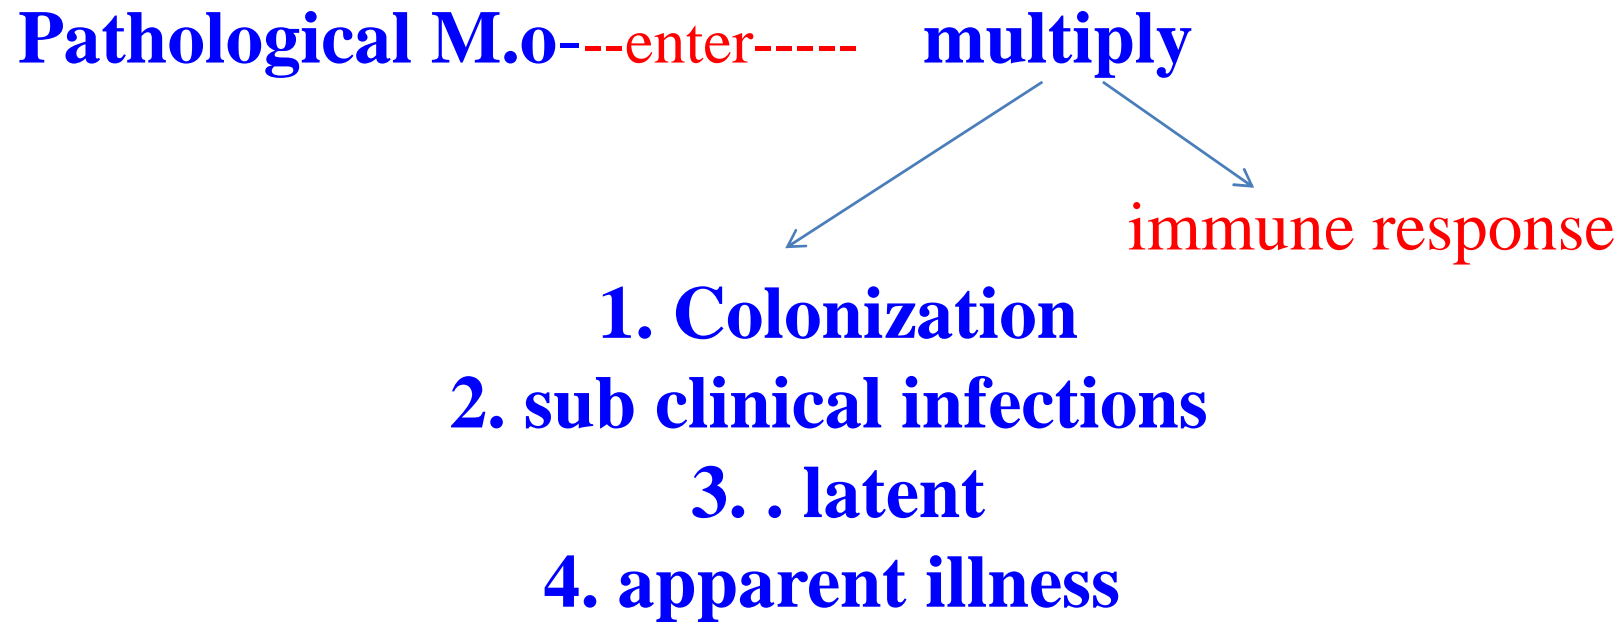 Pathological M.o---enter----- multiply
immune response
1. Colonization
2. sub clinical infections
3. . latent
4. apparent illness